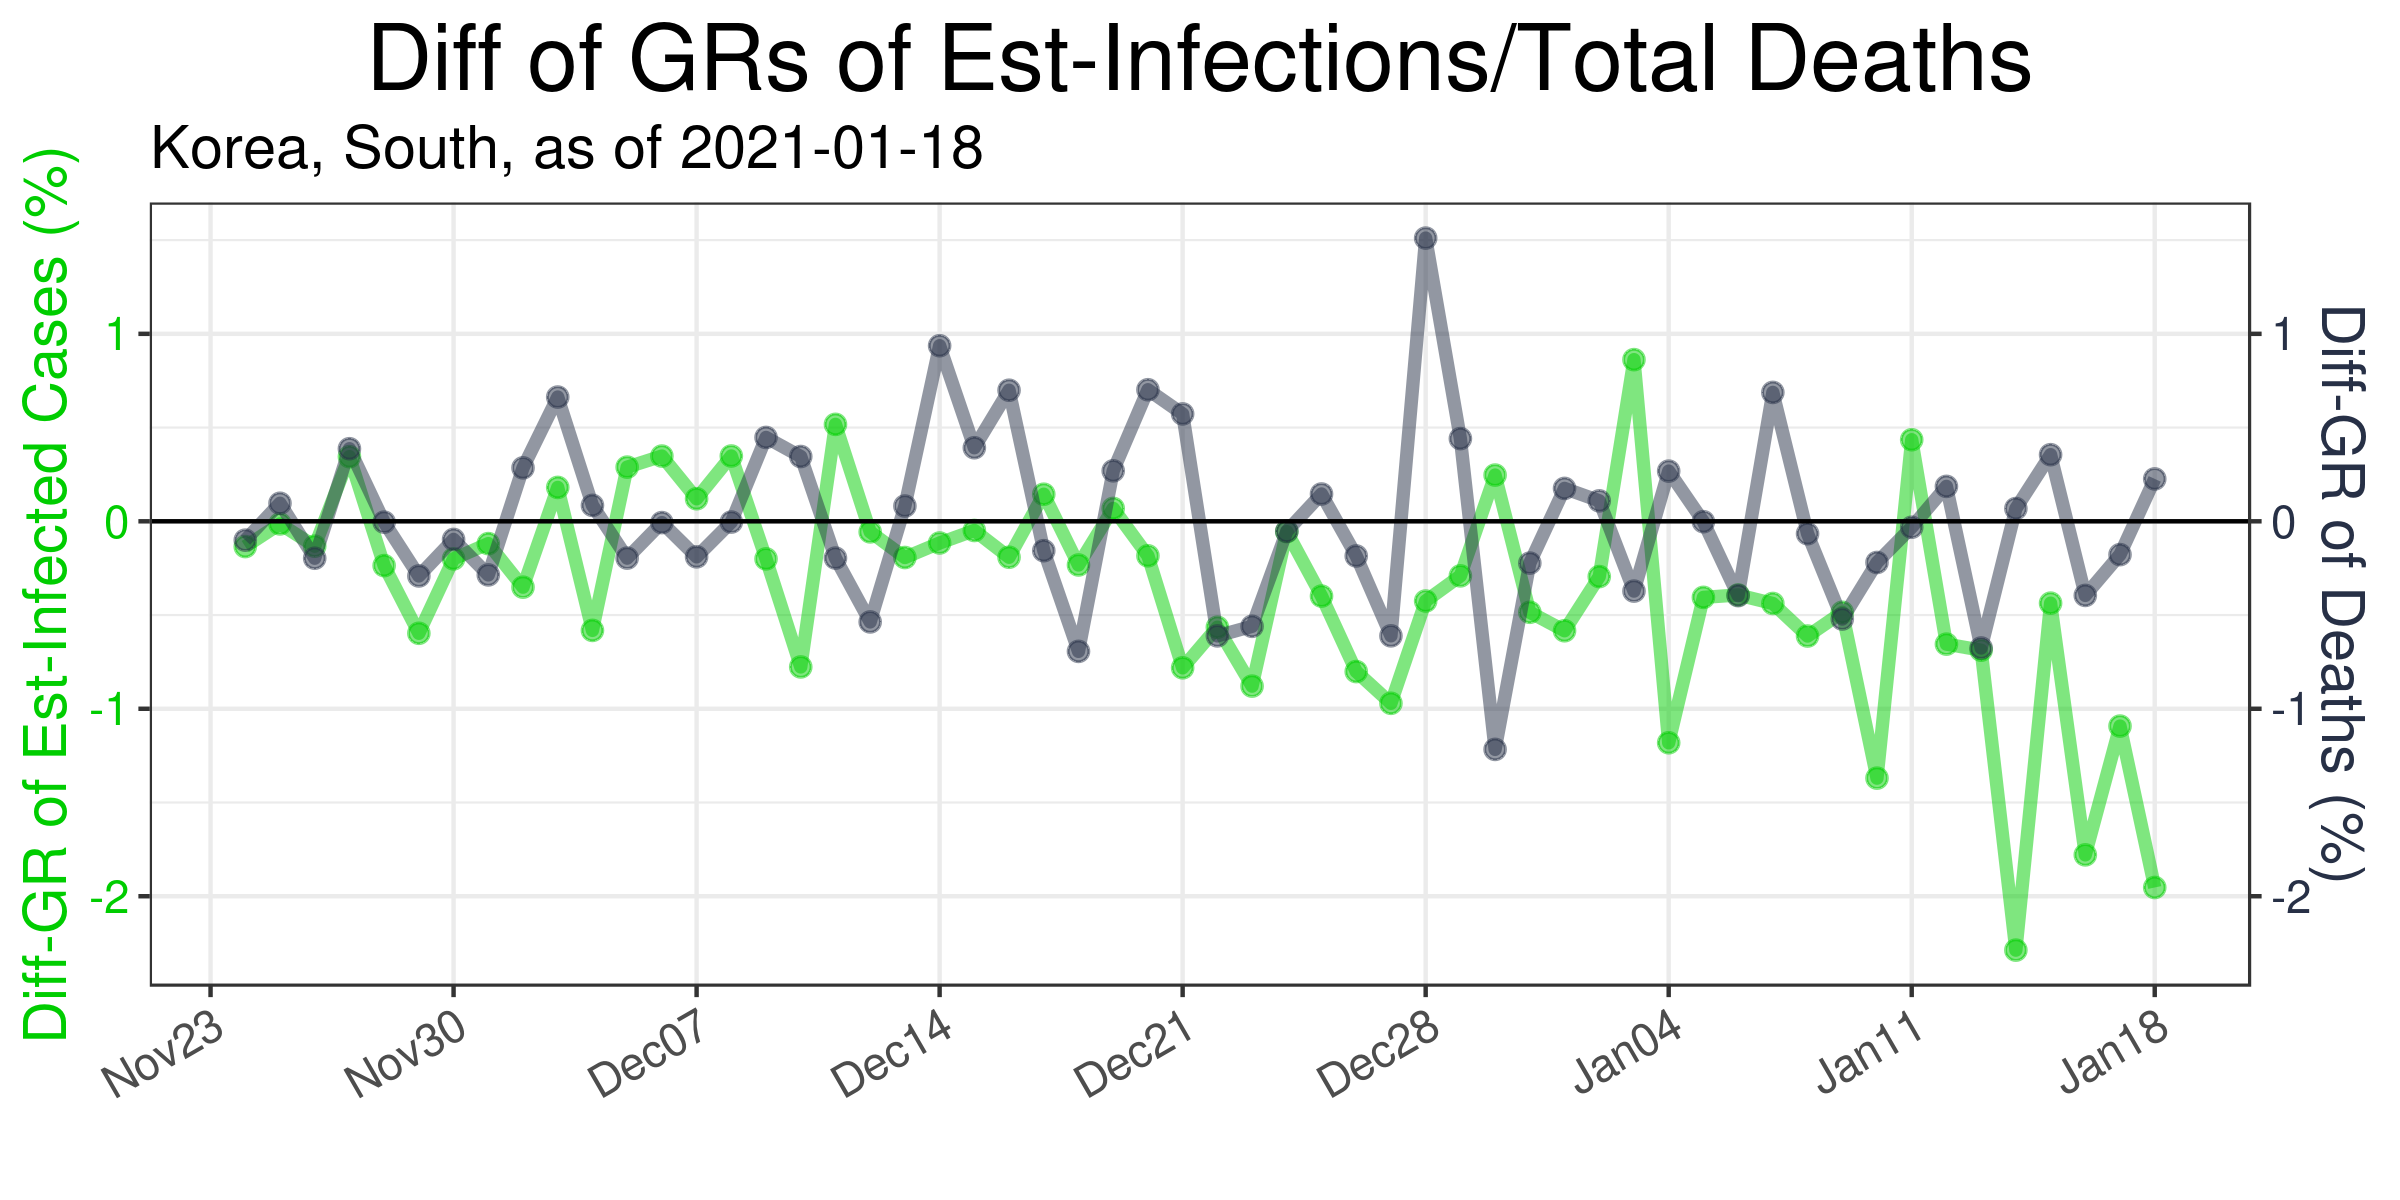 Diff of GRs of Est-Infections/Total Deaths
Korea, South, as of 2021-01-18
Diff-GR of Est-Infected Cases (%)
1
0
-1
-2
1
0
-1
-2
Diff-GR of Deaths (%)
Nov23
Nov30
Dec07
Dec14
Dec21
Dec28
Jan04
Jan11
Jan18